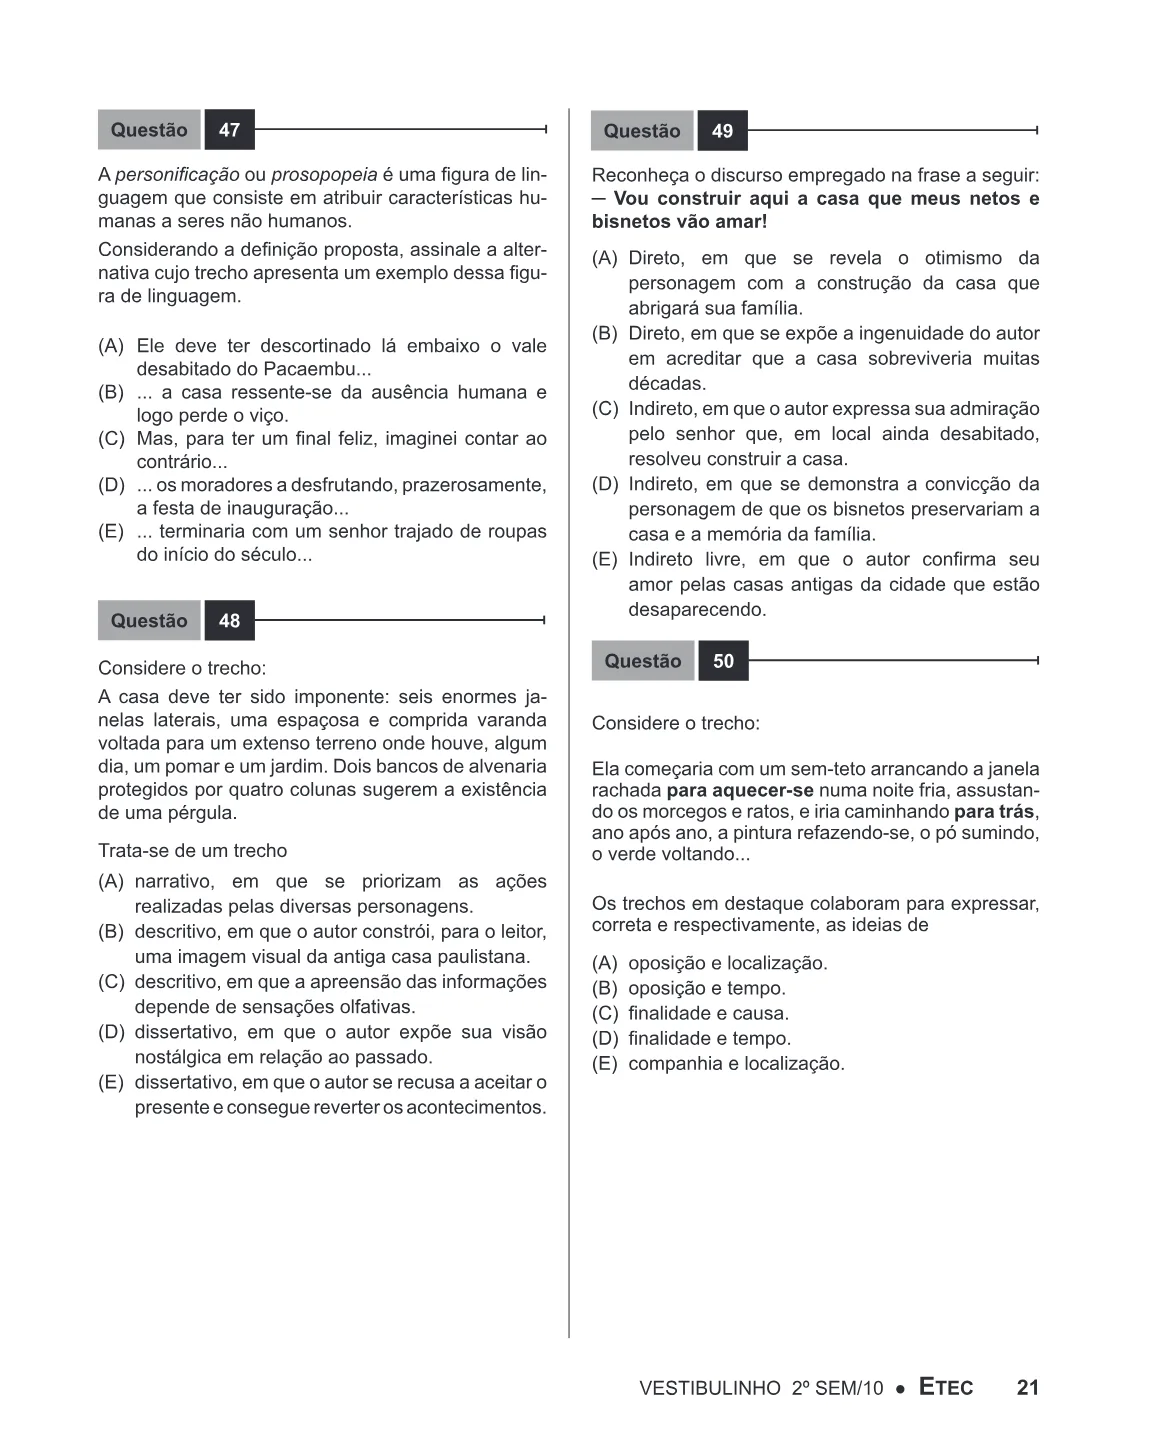 Questão 47
A personificação ou prosopopeia é uma figura de lin-
guagem que consiste em atribuir características hu-
manas a seres não humanos.
Considerando a definição proposta, assinale a alter-
nativa cujo trecho apresenta um exemplo dessa figu-
ra de linguagem.
(A) Ele deve ter descortinado lá embaixo o vale
desabitado do Pacaembu...
(B) ... a casa ressente-se da ausência humana e
logo perde o viço.
(C) Mas, para ter um final feliz, imaginei contar ao
contrário...
(D) ... os moradores a desfrutando, prazerosamente,
a festa de inauguração...
(E) ... terminaria com um senhor trajado de roupas
do início do século...
Questão 48
Considere o trecho:
A casa deve ter sido imponente: seis enormes ja-
nelas laterais, uma espaçosa e comprida varanda
voltada para um extenso terreno onde houve, algum
dia, um pomar e um jardim. Dois bancos de alvenaria
protegidos por quatro colunas sugerem a existência
de uma pérgula.
Trata-se de um trecho
(A) narrativo, em que se priorizam as ações
realizadas pelas diversas personagens.
(B) descritivo, em que o autor constrói, para o leitor,
uma imagem visual da antiga casa paulistana.
(C) descritivo, em que a apreensão das informações
depende de sensações olfativas.
(D) dissertativo, em que o autor expõe sua visão
nostálgica em relação ao passado.
(E) dissertativo, em que o autor se recusa a aceitar o
presente e consegue reverter os acontecimentos.
Questão 49
Reconheça o discurso empregado na frase a seguir:
─ Vou construir aqui a casa que meus netos e
bisnetos vão amar!
(A) Direto, em que se revela o otimismo da
personagem com a construção da casa que
abrigará sua família.
(B) Direto, em que se expõe a ingenuidade do autor
em acreditar que a casa sobreviveria muitas
décadas.
(C) Indireto, em que o autor expressa sua admiração
pelo senhor que, em local ainda desabitado,
resolveu construir a casa.
(D) Indireto, em que se demonstra a convicção da
personagem de que os bisnetos preservariam a
casa e a memória da família.
(E) Indireto livre, em que o autor confirma seu
amor pelas casas antigas da cidade que estão
desaparecendo.
Questão 50
Considere o trecho:
Ela começaria com um sem-teto arrancando a janela
rachada para aquecer-se numa noite fria, assustan-
do os morcegos e ratos, e iria caminhando para trás,
ano após ano, a pintura refazendo-se, o pó sumindo,
o verde voltando...
Os trechos em destaque colaboram para expressar,
correta e respectivamente, as ideias de
(A) oposição e localização.
(B) oposição e tempo.
(C) finalidade e causa.
(D) finalidade e tempo.
(E) companhia e localização.
VESTIBULINHO 2º SEM/10 • ETEC 21